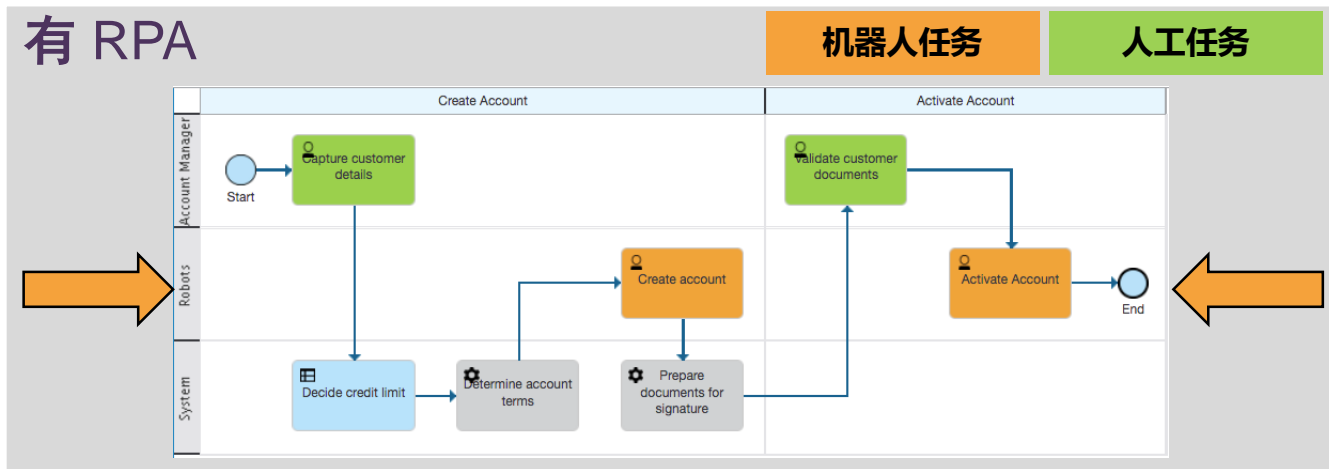 有 RPA
机器人任务
人工任务
Create Account
Activate Account
Account Manager
Start
Capture customer
details
Validate customer
documents
Robots
Create account
Activate Account
End
System
Decide credit limit
Determine account
terms
Prepare
documents for
signature